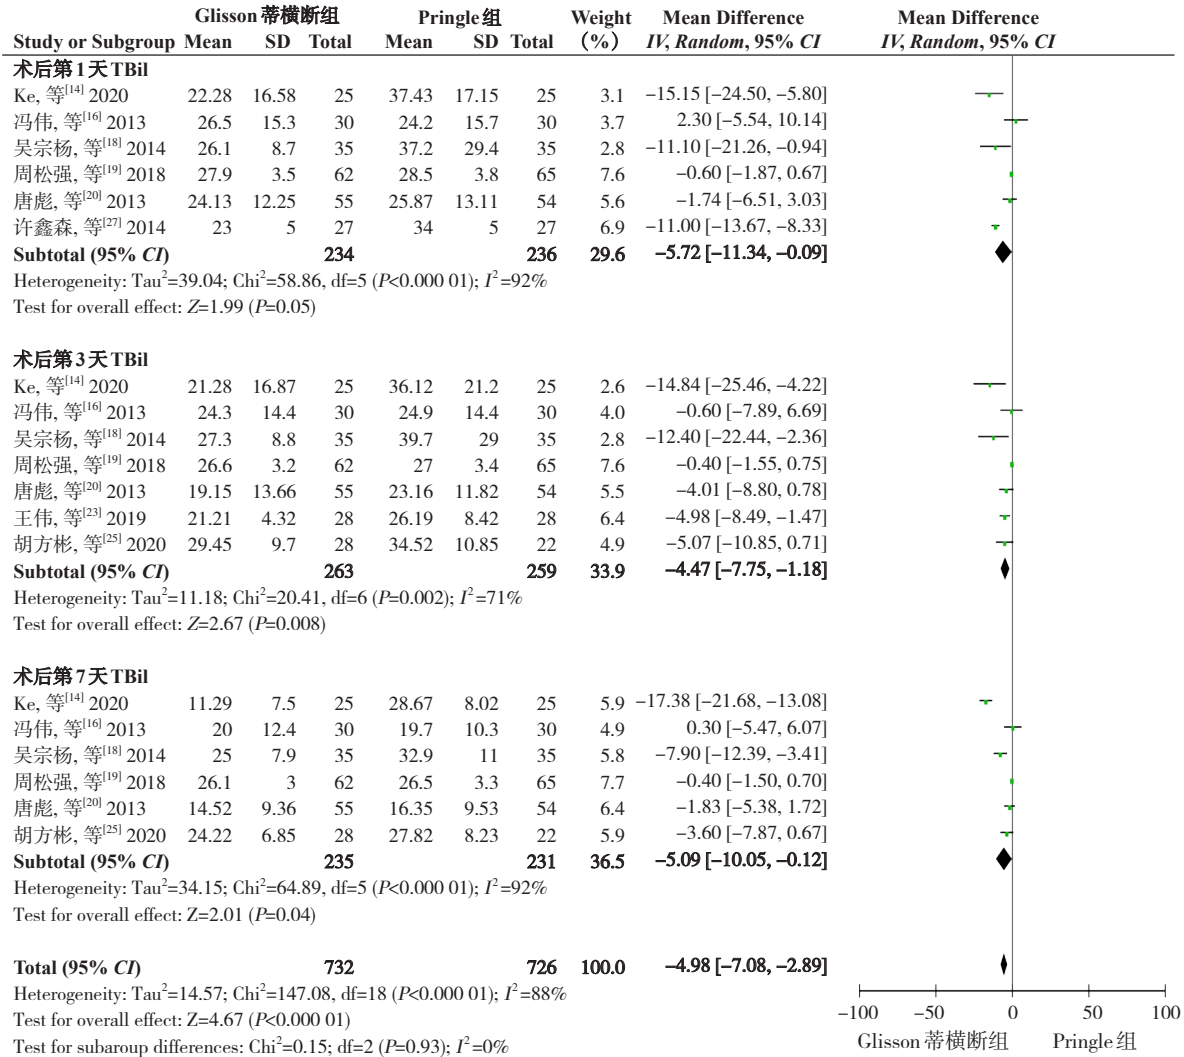 Glisson 蒂横断组 Pringle 组 Weight Mean Difference Mean Difference
Study or Subgroup Mean SD Total Mean SD Total (%) IV, Random, 95% CI IV, Random, 95% CI
术后第 1 天 TBil
Ke, 等[14] 2020 22.28 16.58 25 37.43 17.15 25 3.1 −15.15 [−24.50, −5.80]
冯伟, 等[16] 2013 26.5 15.3 30 24.2 15.7 30 3.7 2.30 [−5.54, 10.14]
吴宗杨, 等[18] 2014 26.1 8.7 35 37.2 29.4 35 2.8 −11.10 [−21.26, −0.94]
周松强, 等[19] 2018 27.9 3.5 62 28.5 3.8 65 7.6 −0.60 [−1.87, 0.67]
唐彪, 等[20] 2013 24.13 12.25 55 25.87 13.11 54 5.6 −1.74 [−6.51, 3.03]
许鑫森, 等[27] 2014 23 5 27 34 5 27 6.9 −11.00 [−13.67, −8.33]
Subtotal (95% CI) 234 236 29.6 −5.72 [−11.34, −0.09]
Heterogeneity: Tau²=39.04; Chi²=58.86, df=5 (P<0.000 01); I²=92%
Test for overall effect: Z=1.99 (P=0.05)
术后第 3 天 TBil
Ke, 等[14] 2020 21.28 16.87 25 36.12 21.2 25 2.6 −14.84 [−25.46, −4.22]
冯伟, 等[16] 2013 24.3 14.4 30 24.9 14.4 30 4.0 −0.60 [−7.89, 6.69]
吴宗杨, 等[18] 2014 27.3 8.8 35 39.7 29 35 2.8 −12.40 [−22.44, −2.36]
周松强, 等[19] 2018 26.6 3.2 62 27 3.4 65 7.6 −0.40 [−1.55, 0.75]
唐彪, 等[20] 2013 19.15 13.66 55 23.16 11.82 54 5.5 −4.01 [−8.80, 0.78]
王伟, 等[23] 2019 21.21 4.32 28 26.19 8.42 28 6.4 −4.98 [−8.49, −1.47]
胡方彬, 等[25] 2020 29.45 9.7 28 34.52 10.85 22 4.9 −5.07 [−10.85, 0.71]
Subtotal (95% CI) 263 259 33.9 −4.47 [−7.75, −1.18]
Heterogeneity: Tau²=11.18; Chi²=20.41, df=6 (P=0.002); I²=71%
Test for overall effect: Z=2.67 (P=0.008)
术后第 7 天 TBil
Ke, 等[14] 2020 11.29 7.5 25 28.67 8.02 25 5.9 −17.38 [−21.68, −13.08]
冯伟, 等[16] 2013 20 12.4 30 19.7 10.3 30 4.9 0.30 [−5.47, 6.07]
吴宗杨, 等[18] 2014 25 7.9 35 32.9 11 35 5.8 −7.90 [−12.39, −3.41]
周松强, 等[19] 2018 26.1 3 62 26.5 3.3 65 7.7 −0.40 [−1.50, 0.70]
唐彪, 等[20] 2013 14.52 9.36 55 16.35 9.53 54 6.4 −1.83 [−5.38, 1.72]
胡方彬, 等[25] 2020 24.22 6.85 28 27.82 8.23 22 5.9 −3.60 [−7.87, 0.67]
Subtotal (95% CI) 235 231 36.5 −5.09 [−10.05, −0.12]
Heterogeneity: Tau²=34.15; Chi²=64.89, df=5 (P<0.000 01); I²=92%
Test for overall effect: Z=2.01 (P=0.04)
Total (95% CI) 732 726 100.0 −4.98 [−7.08, −2.89]
Heterogeneity: Tau²=14.57; Chi²=147.08, df=18 (P<0.000 01); I²=88%
Test for overall effect: Z=4.67 (P<0.000 01)
Test for subaroup differences: Chi²=0.15; df=2 (P=0.93); I²=0%
−100 −50 0 50 100
Glisson 蒂横断组 Pringle 组